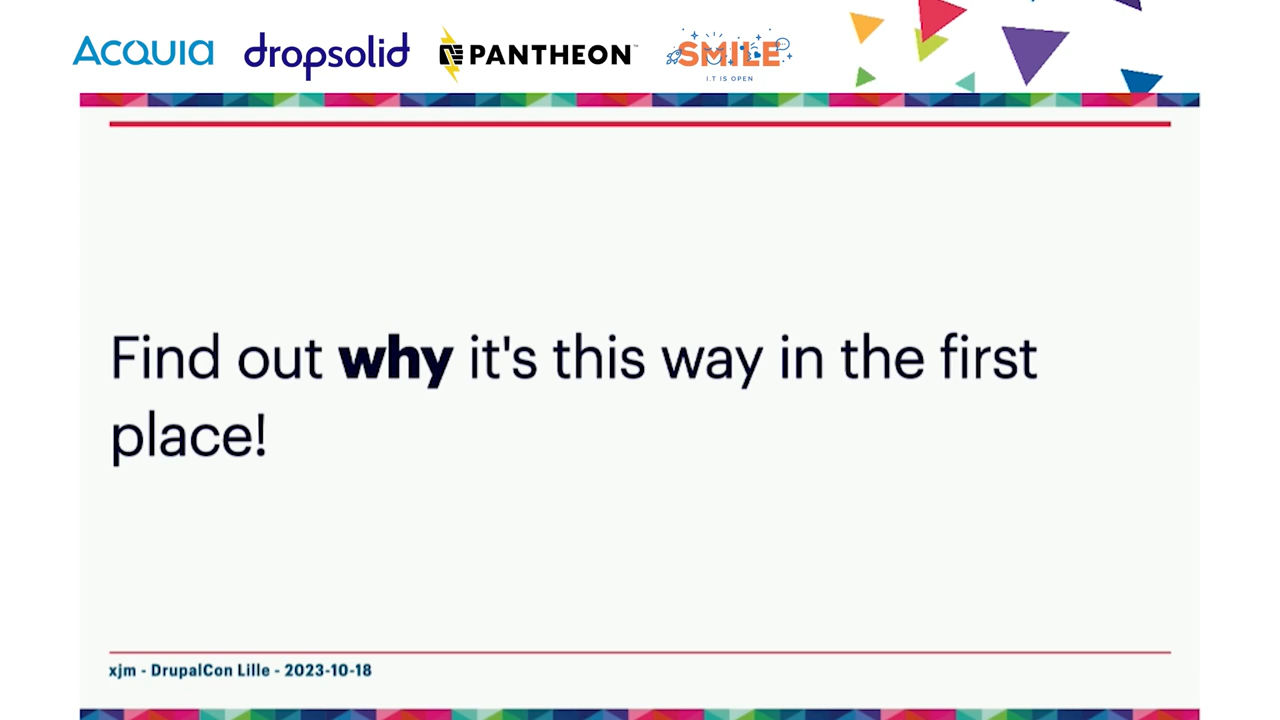 Acquia dropsolid PANTHEON SMILE
I.T IS OPEN
Find out why it's this way in the first
place!
xjm - DrupalCon Lille - 2023-10-18